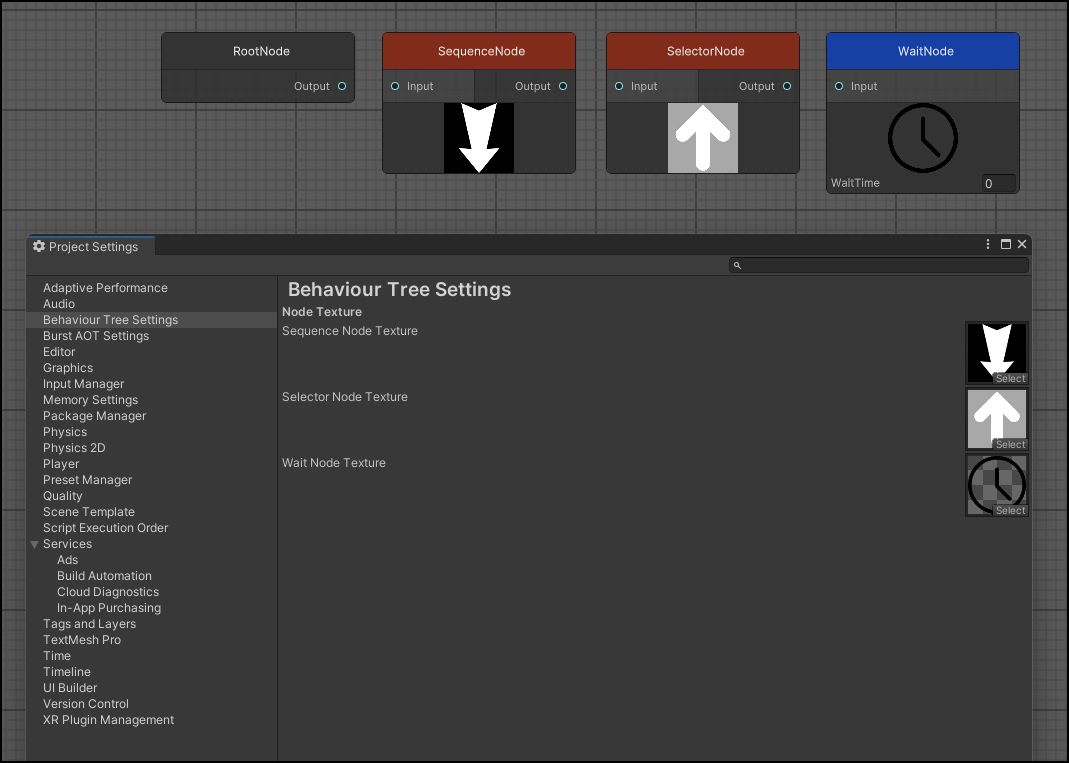 RootNode
Output
SequenceNode
Input Output
SelectorNode
Input Output
WaitNode
Input
WaitTime 0
Project Settings
Adaptive Performance
Audio
Behaviour Tree Settings
Burst AOT Settings
Editor
Graphics
Input Manager
Memory Settings
Package Manager
Physics
Physics 2D
Player
Preset Manager
Quality
Scene Template
Script Execution Order
Services
Ads
Build Automation
Cloud Diagnostics
In-App Purchasing
Tags and Layers
TextMesh Pro
Time
Timeline
UI Builder
Version Control
XR Plugin Management
Behaviour Tree Settings
Node Texture
Sequence Node Texture
Select
Selector Node Texture
Select
Wait Node Texture
Select